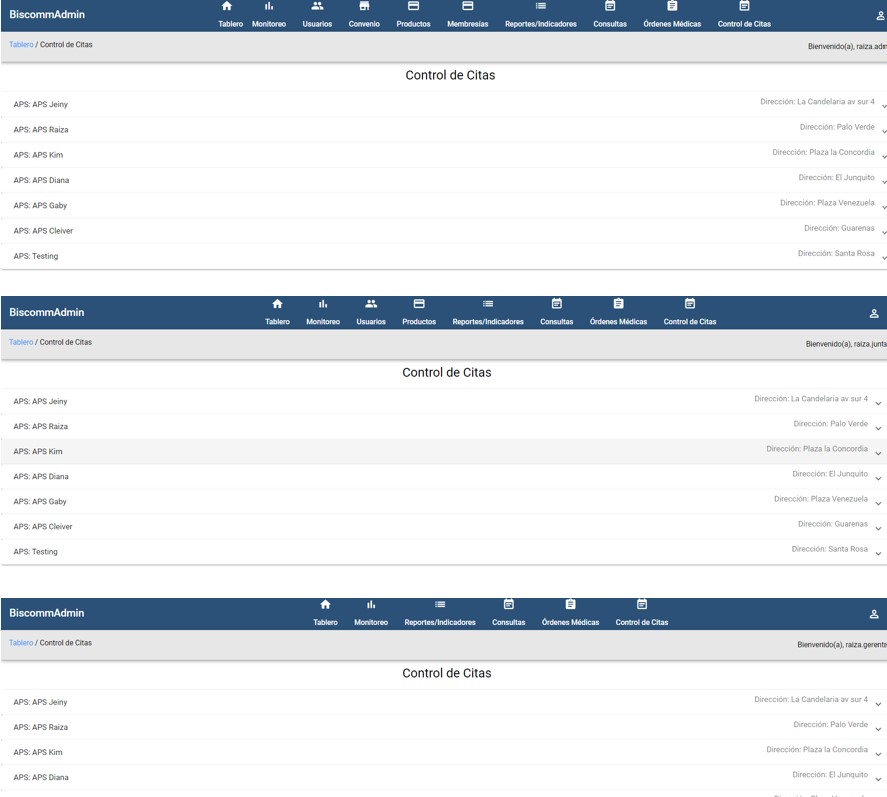 BiscommAdmin
Tablero Monitoreo Usuarios Convenio Productos Membresías Reportes/Indicadores Consultas Órdenes Médicas Control de Citas
Tablero / Control de Citas Bienvenido(a), raiza.adm
Control de Citas
APS: APS Jeiny Dirección: La Candelaria av sur 4
APS: APS Raiza Dirección: Palo Verde
APS: APS Kim Dirección: Plaza la Concordia
APS: APS Diana Dirección: El Junquito
APS: APS Gaby Dirección: Plaza Venezuela
APS: APS Cleiver Dirección: Guarenas
APS: Testing Dirección: Santa Rosa
BiscommAdmin
Tablero Monitoreo Usuarios Productos Reportes/Indicadores Consultas Órdenes Médicas Control de Citas
Tablero / Control de Citas Bienvenido(a), raiza.junta
Control de Citas
APS: APS Jeiny Dirección: La Candelaria av sur 4
APS: APS Raiza Dirección: Palo Verde
APS: APS Kim Dirección: Plaza la Concordia
APS: APS Diana Dirección: El Junquito
APS: APS Gaby Dirección: Plaza Venezuela
APS: APS Cleiver Dirección: Guarenas
APS: Testing Dirección: Santa Rosa
BiscommAdmin
Tablero Monitoreo Reportes/Indicadores Consultas Órdenes Médicas Control de Citas
Tablero / Control de Citas Bienvenido(a), raiza.gerente
Control de Citas
APS: APS Jeiny Dirección: La Candelaria av sur 4
APS: APS Raiza Dirección: Palo Verde
APS: APS Kim Dirección: Plaza la Concordia
APS: APS Diana Dirección: El Junquito